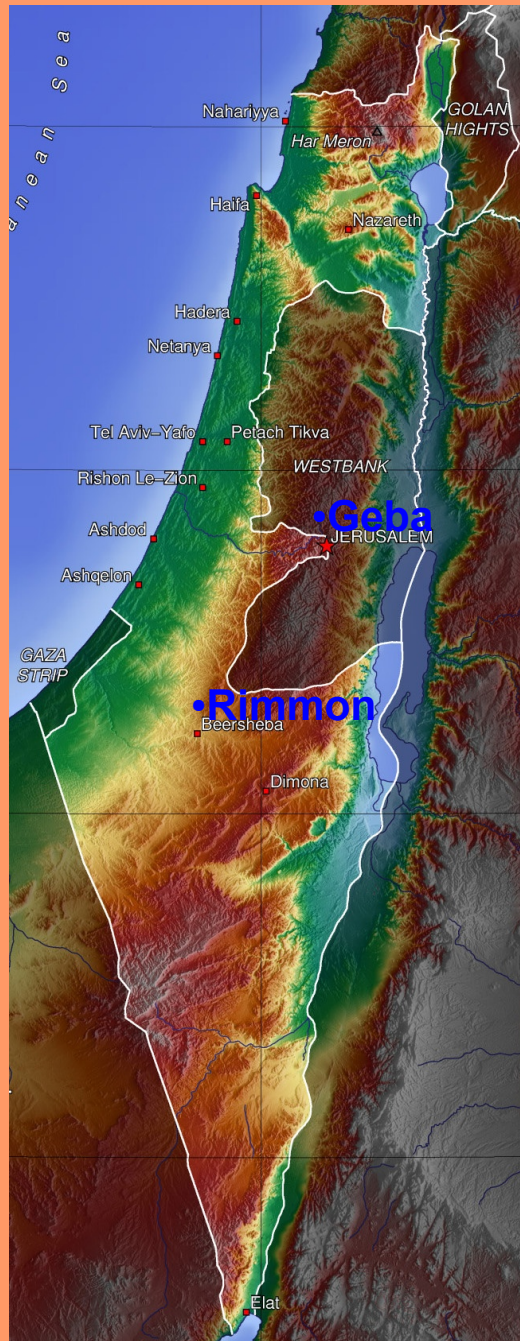 anean Sea
Nahariyya
Har Meron
GOLAN
HIGHTS
Haifa
Nazareth
Hadera
Netanya
Tel Aviv–Yafo
Petach Tikva
Rishon Le–Zion
WESTBANK
•Geba
Ashdod
JERUSALEM
Ashqelon
GAZA
STRIP
•Rimmon
Beersheba
Dimona
Elat